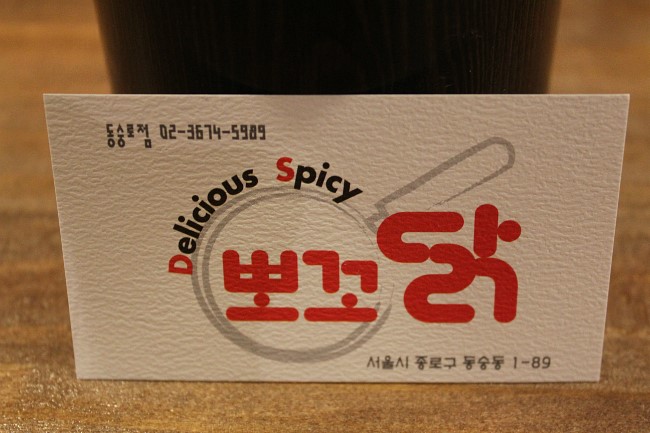 동숭로점 02-3674-5989
Delicious Spicy
뽀꼬닭
서울시 종로구 동숭동 1-89